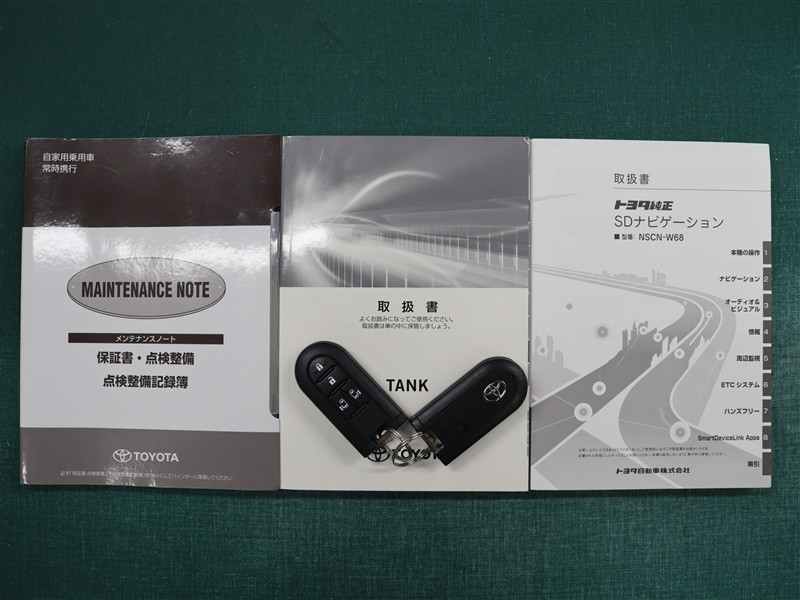 自家用乗用車
常時携行
MAINTENANCE NOTE
メンテナンスノート
保証書・点検整備
点検整備記録簿
TOYOTA
取扱書
よくお読みになってご使用ください。
取扱書は車の中に保管しましょう。
TANK
TOYO
取扱書
トヨタ純正
SDナビゲーション
■ 型番: NSCN-W68
本機の操作 1
ナビゲーション 2
オーディオ&
ビジュアル 3
情報 4
周辺監視 5
ETC システム 6
ハンズフリー 7
SmartDeviceLink Apps 8
索引
トヨタ自動車株式会社